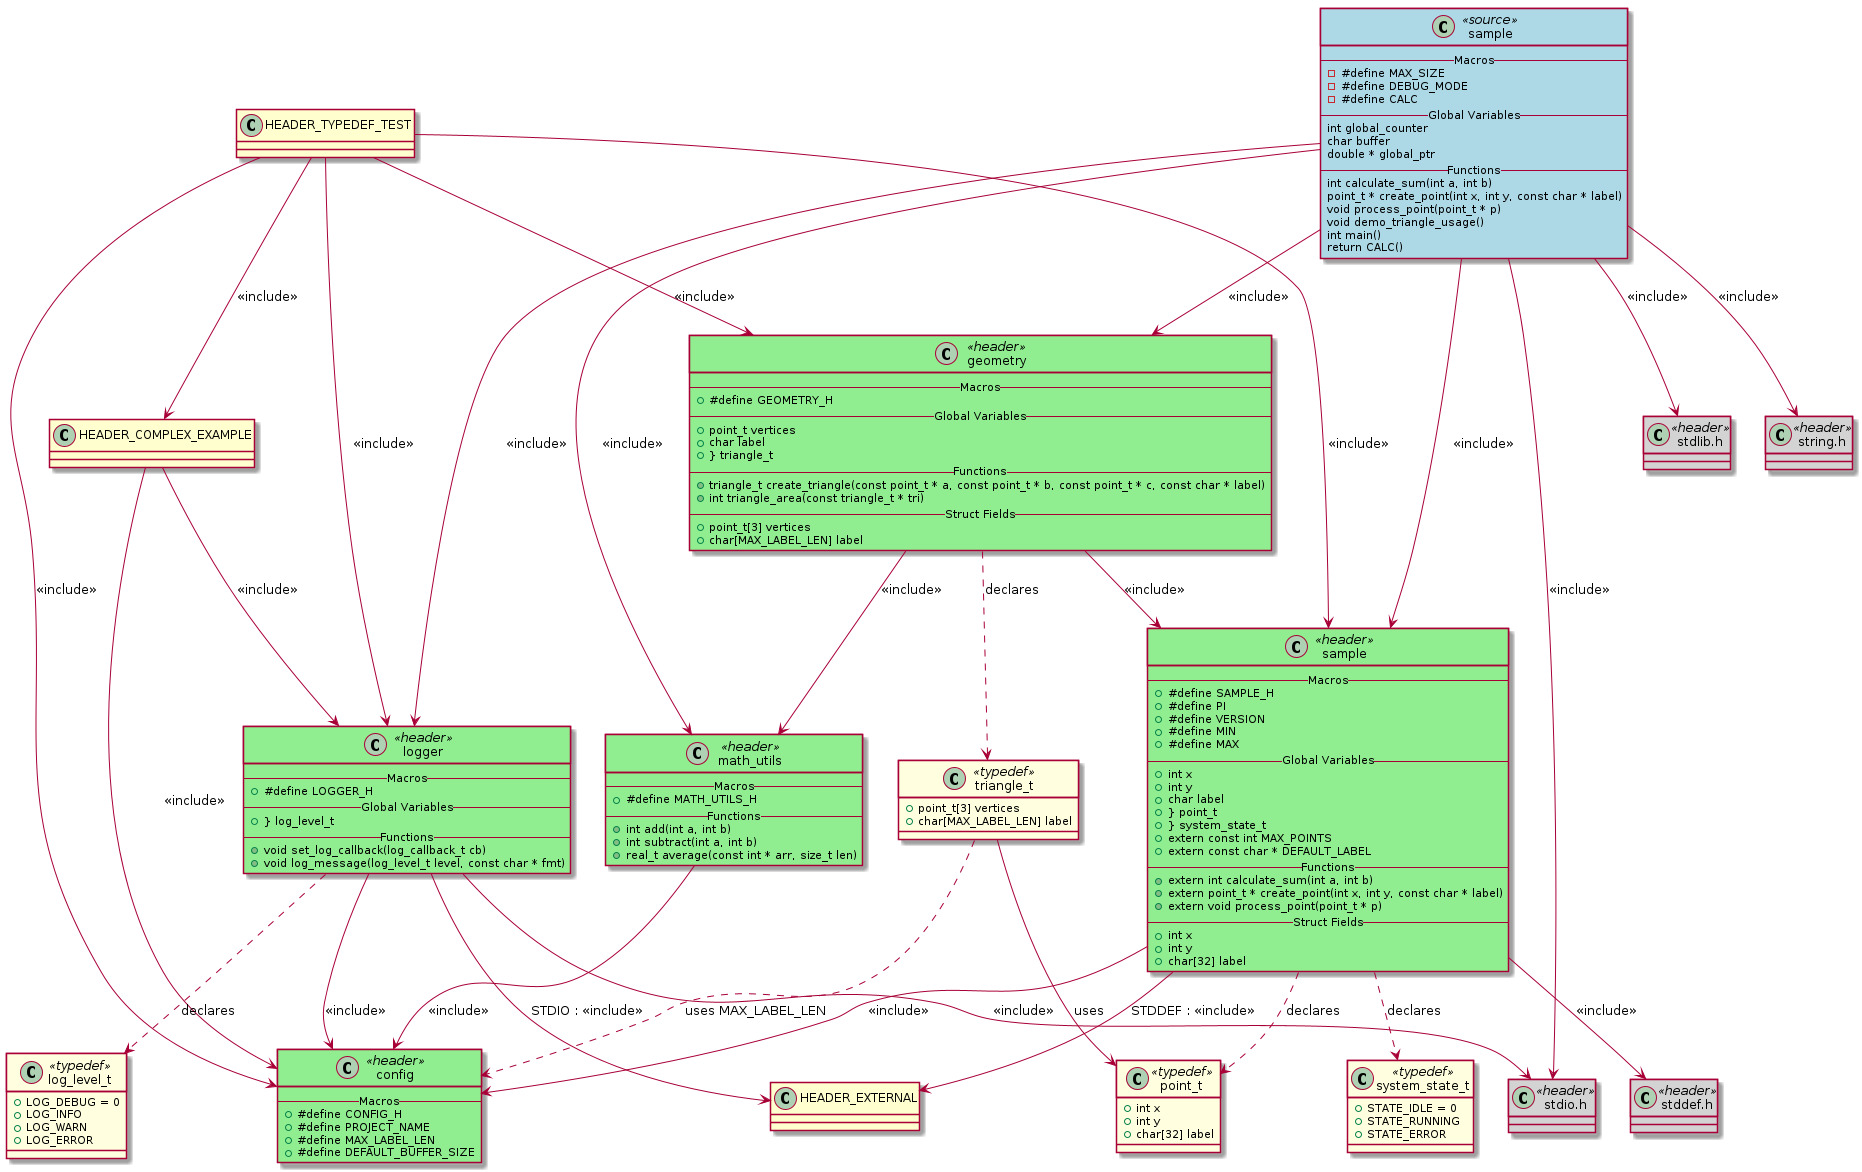 C
«source»
sample
Macros
#define MAX_SIZE
#define DEBUG_MODE
#define CALC
Global Variables
int global_counter
char buffer
double * global_ptr
Functions
int calculate_sum(int a, int b)
point_t * create_point(int x, int y, const char * label)
void process_point(point_t * p)
void demo_triangle_usage()
int main()
return CALC()
C
HEADER_TYPEDEF_TEST
«include»
«include»
«include»
«include»
«include»
C
«header»
geometry
Macros
#define GEOMETRY_H
Global Variables
point_t vertices
char label
} triangle_t
Functions
triangle_t create_triangle(const point_t * a, const point_t * b, const point_t * c, const char * label)
int triangle_area(const triangle_t * tri)
Struct Fields
point_t[3] vertices
char[MAX_LABEL_LEN] label
C
HEADER_COMPLEX_EXAMPLE
«include»
«include»
«include»
«include»
«include»
C
«header»
stdlib.h
C
«header»
string.h
«include»
«include»
«include»
declares
«include»
«include»
C
«header»
sample
Macros
#define SAMPLE_H
#define PI
#define VERSION
#define MIN
#define MAX
Global Variables
int x
int y
char label
} point_t
} system_state_t
extern const int MAX_POINTS
extern const char * DEFAULT_LABEL
Functions
extern int calculate_sum(int a, int b)
extern point_t * create_point(int x, int y, const char * label)
extern void process_point(point_t * p)
Struct Fields
int x
int y
char[32] label
«include»
C
«header»
logger
Macros
#define LOGGER_H
Global Variables
} log_level_t
Functions
void set_log_callback(log_callback_t cb)
void log_message(log_level_t level, const char * fmt)
C
«header»
math_utils
Macros
#define MATH_UTILS_H
Functions
int add(int a, int b)
int subtract(int a, int b)
real_t average(const int * arr, size_t len)
C
«typedef»
triangle_t
point_t[3] vertices
char[MAX_LABEL_LEN] label
declares
«include»
«include»
STDIO : «include»
uses MAX_LABEL_LEN
«include»
«include»
uses
STDDEF : «include»
declares
declares
«include»
C
«typedef»
log_level_t
LOG_DEBUG = 0
LOG_INFO
LOG_WARN
LOG_ERROR
C
«header»
config
Macros
#define CONFIG_H
#define PROJECT_NAME
#define MAX_LABEL_LEN
#define DEFAULT_BUFFER_SIZE
C
HEADER_EXTERNAL
C
«typedef»
point_t
int x
int y
char[32] label
C
«typedef»
system_state_t
STATE_IDLE = 0
STATE_RUNNING
STATE_ERROR
C
«header»
stdio.h
C
«header»
stddef.h